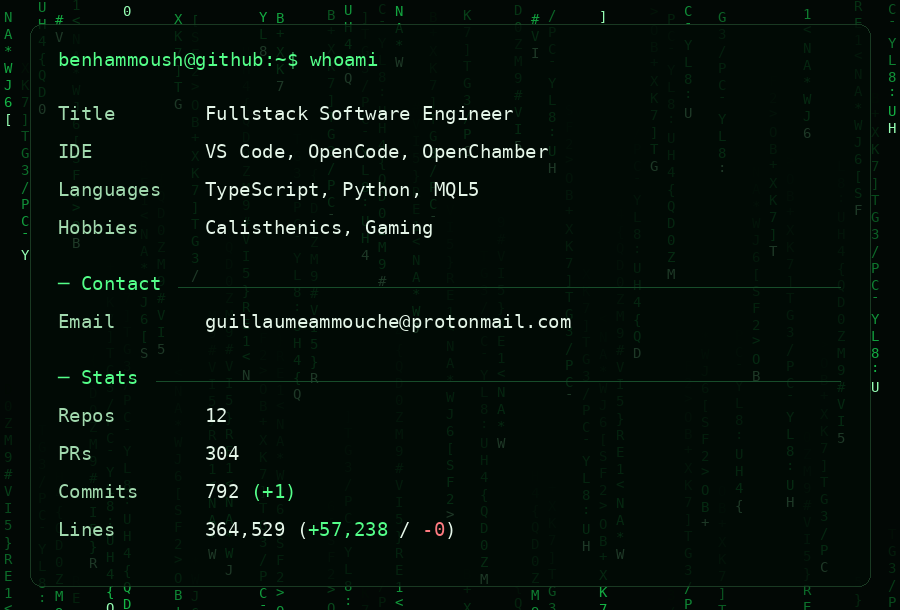 benhammoush@github:~$ whoami
Title Fullstack Software Engineer
IDE VS Code, OpenCode, OpenChamber
Languages TypeScript, Python, MQL5
Hobbies Calisthenics, Gaming
— Contact
Email guillaumeammouche@protonmail.com
— Stats
Repos 12
PRs 304
Commits 792 (+1)
Lines 364,529 (+57,238 / -0)